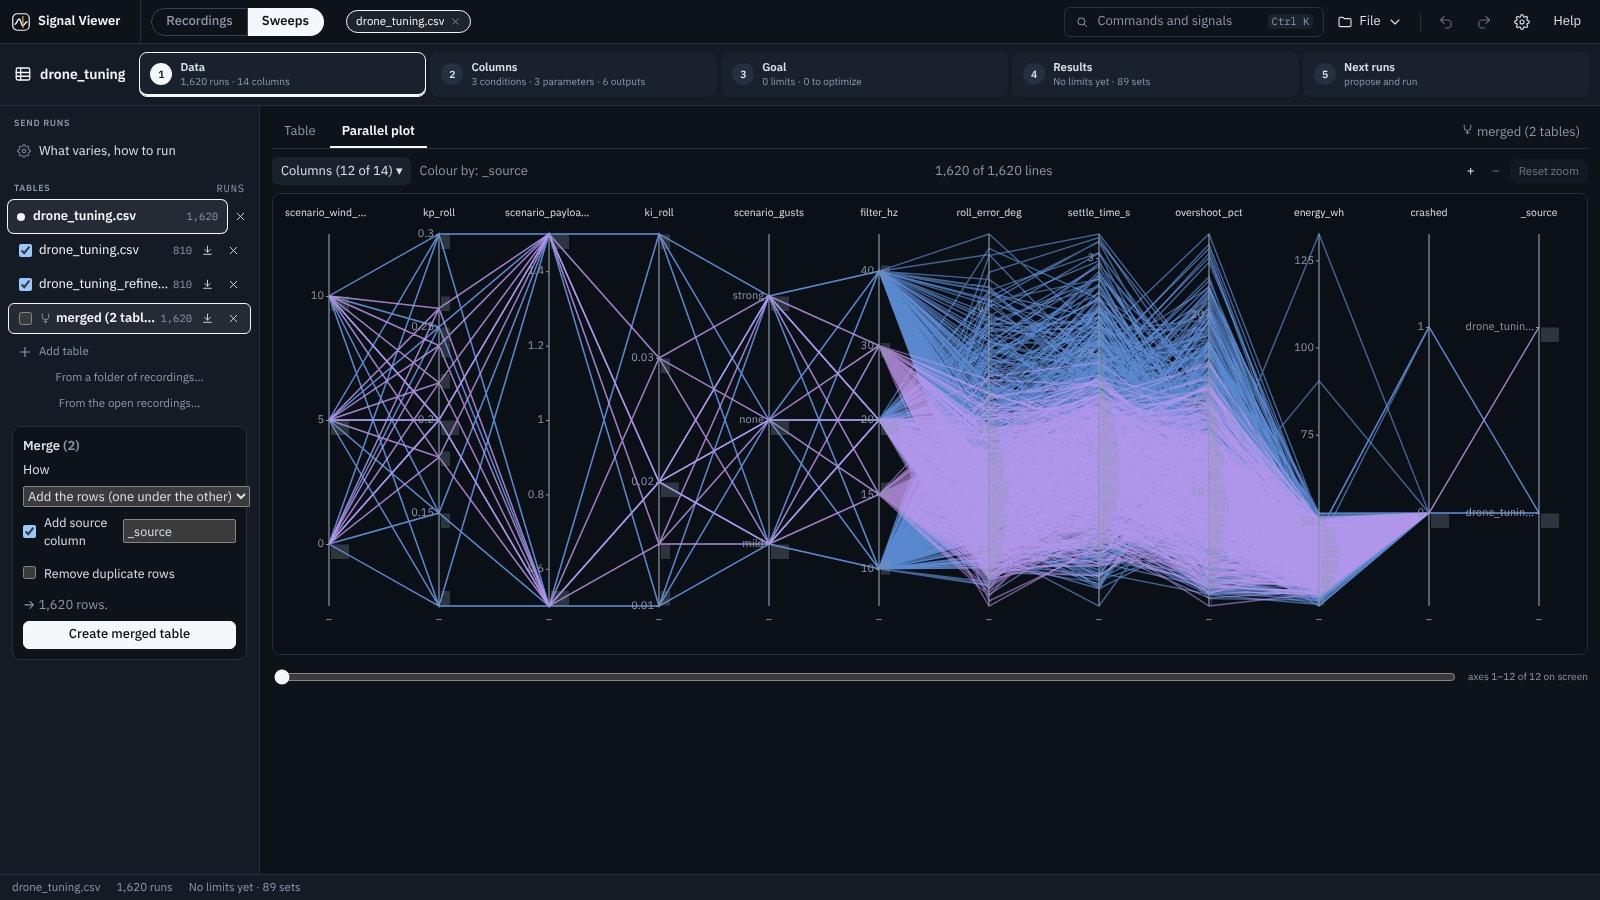 Signal Viewer
Recordings
Sweeps
drone_tuning.csv ×
Commands and signals
Ctrl K
File
Help
drone_tuning
1
Data
1,620 runs · 14 columns
2
Columns
3 conditions · 3 parameters · 6 outputs
3
Goal
0 limits · 0 to optimize
4
Results
No limits yet · 89 sets
5
Next runs
propose and run
SEND RUNS
What varies, how to run
TABLES
RUNS
drone_tuning.csv 1,620
drone_tuning.csv 810
drone_tuning_refine... 810
merged (2 tabl... 1,620
Add table
From a folder of recordings...
From the open recordings...
Merge (2)
How
Add the rows (one under the other)
Add source column
_source
Remove duplicate rows
→ 1,620 rows.
Create merged table
Table
Parallel plot
merged (2 tables)
Columns (12 of 14) ▾
Colour by: _source
1,620 of 1,620 lines
+
−
Reset zoom
scenario_wind_...
kp_roll
scenario_payloa...
ki_roll
scenario_gusts
filter_hz
roll_error_deg
settle_time_s
overshoot_pct
energy_wh
crashed
_source
10
5
0
0.3
0.25
0.2
0.15
1.4
1.2
1
0.8
0.03
0.02
0.01
strong
none
mild
40
30
20
15
10
3
20
10
125
100
75
50
1
0
drone_tunin...
drone_tunin...
axes 1–12 of 12 on screen
drone_tuning.csv
1,620 runs
No limits yet · 89 sets